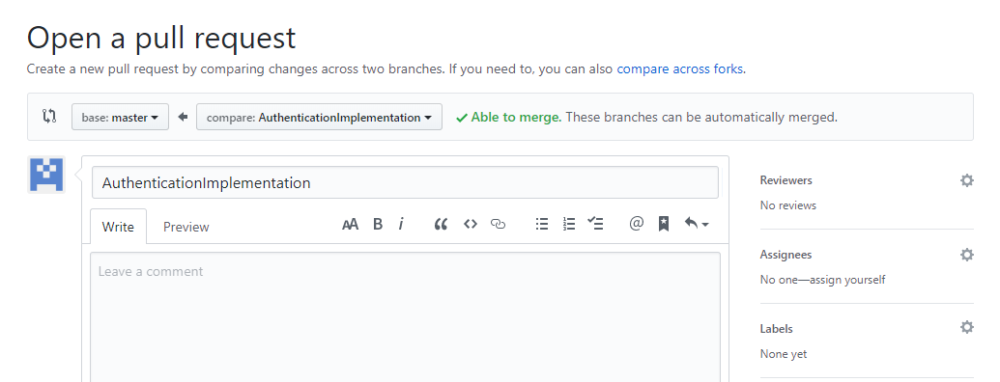 Open a pull request
Create a new pull request by comparing changes across two branches. If you need to, you can also compare across forks.
base: master compare: AuthenticationImplementation Able to merge. These branches can be automatically merged.
AuthenticationImplementation
Write Preview AA B i @
Leave a comment
Reviewers
No reviews
Assignees
No one—assign yourself
Labels
None yet